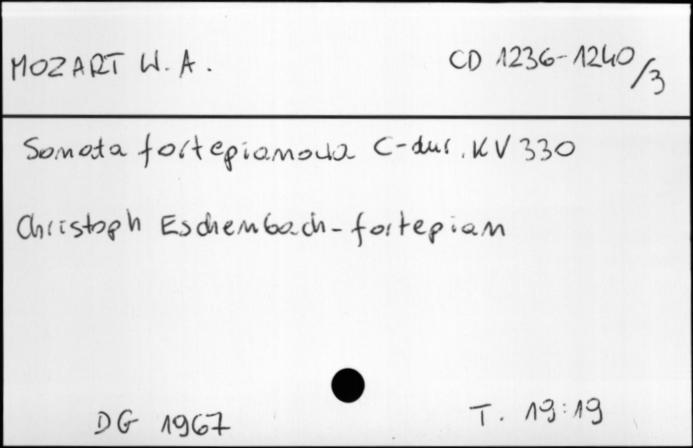 MOZART W. A.
CD 1236-1240/3
Sonata fortepianowa C-dur. KV 330
Christoph Eschenbach - fortepian
DG 1967
T. 19:19